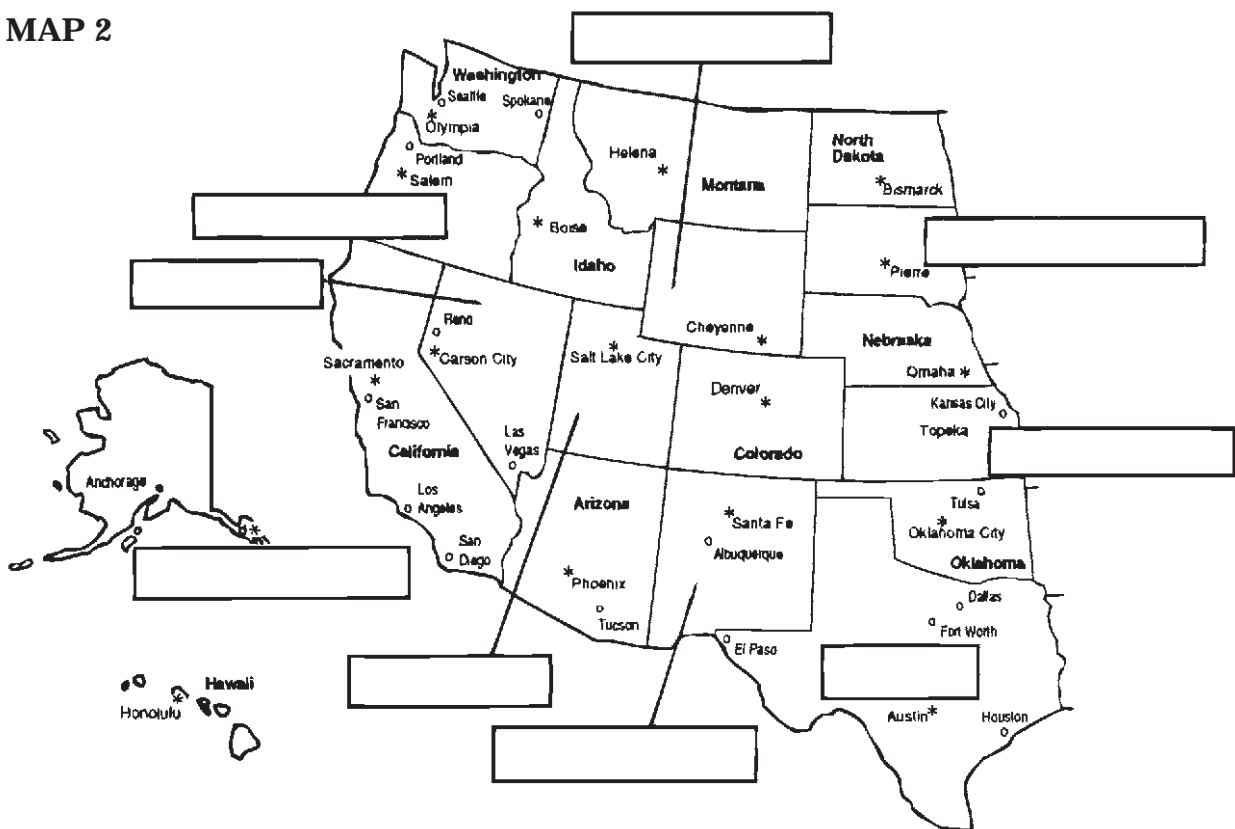 MAP 2
Washington
Seattle
Spokane
Olympia
Portland
Salem
Helena
Montana
North
Dakota
Bismarck
Boise
Idaho
Pierre
Reno
Carson City
Sacramento
San
Francisco
California
Las
Vegas
Los
Angeles
San
Diego
Salt Lake City
Cheyenne
Nebraska
Omaha
Denver
Colorado
Kansas City
Topeka
Arizona
Phoenix
Tucson
Santa Fe
Albuquerque
Tulsa
Oklahoma City
Oklahoma
Dallas
Fort Worth
El Paso
Austin
Houston
Anchorage
Hawaii
Honolulu